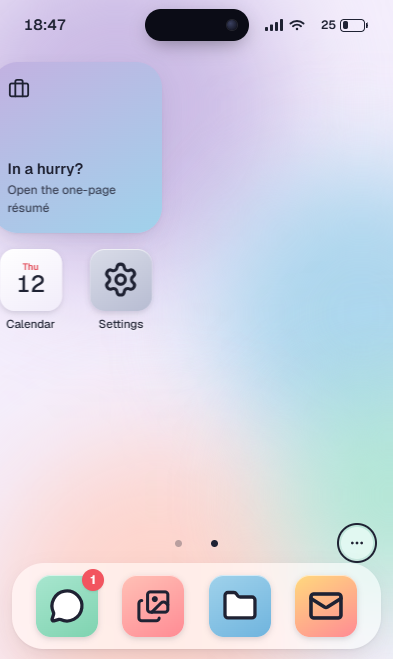 18:47
25
In a hurry?
Open the one-page
résumé
Thu
12
Calendar
Settings
1